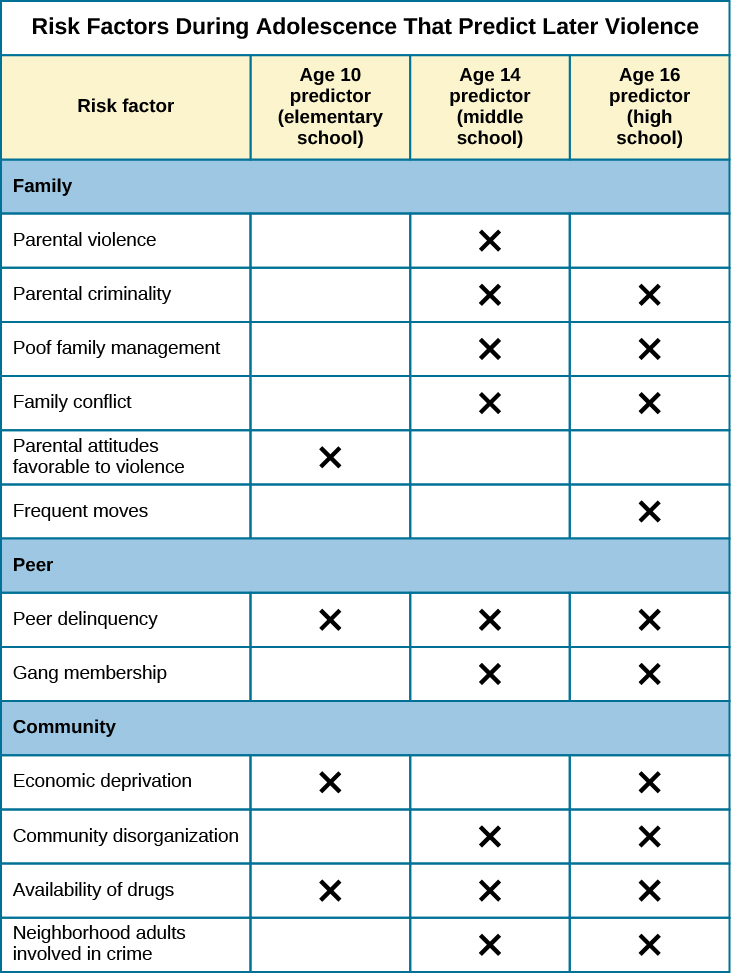 Risk Factors During Adolescence That Predict Later Violence
Risk factor
Age 10
predictor
(elementary
school)
Age 14
predictor
(middle
school)
Age 16
predictor
(high
school)
Family
Parental violence
Parental criminality
Poof family management
Family conflict
Parental attitudes
favorable to violence
Frequent moves
Peer
Peer delinquency
Gang membership
Community
Economic deprivation
Community disorganization
Availability of drugs
Neighborhood adults
involved in crime